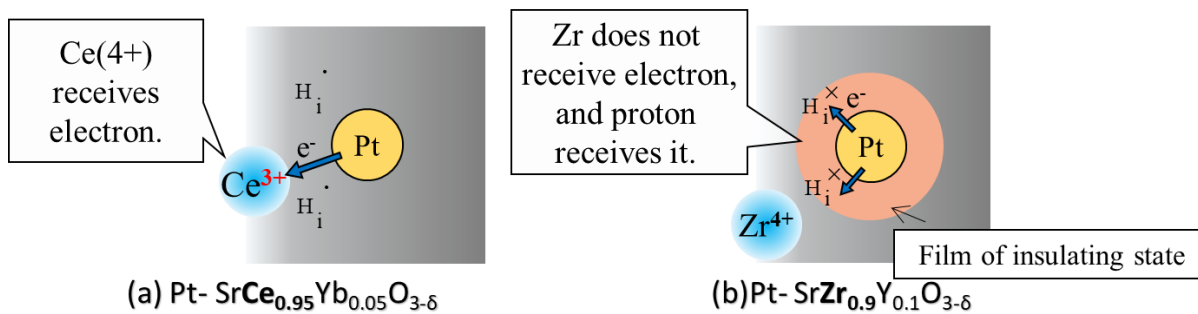 Ce(4+)
receives
electron.
H i ·
e-
Pt
Ce3+
H i ·
(a) Pt- SrCe0.95Yb0.05O3-δ
Zr does not
receive electron,
and proton
receives it.
H i ×
e-
Pt
H i ×
Zr4+
Film of insulating state
(b)Pt- SrZr0.9Y0.1O3-δ